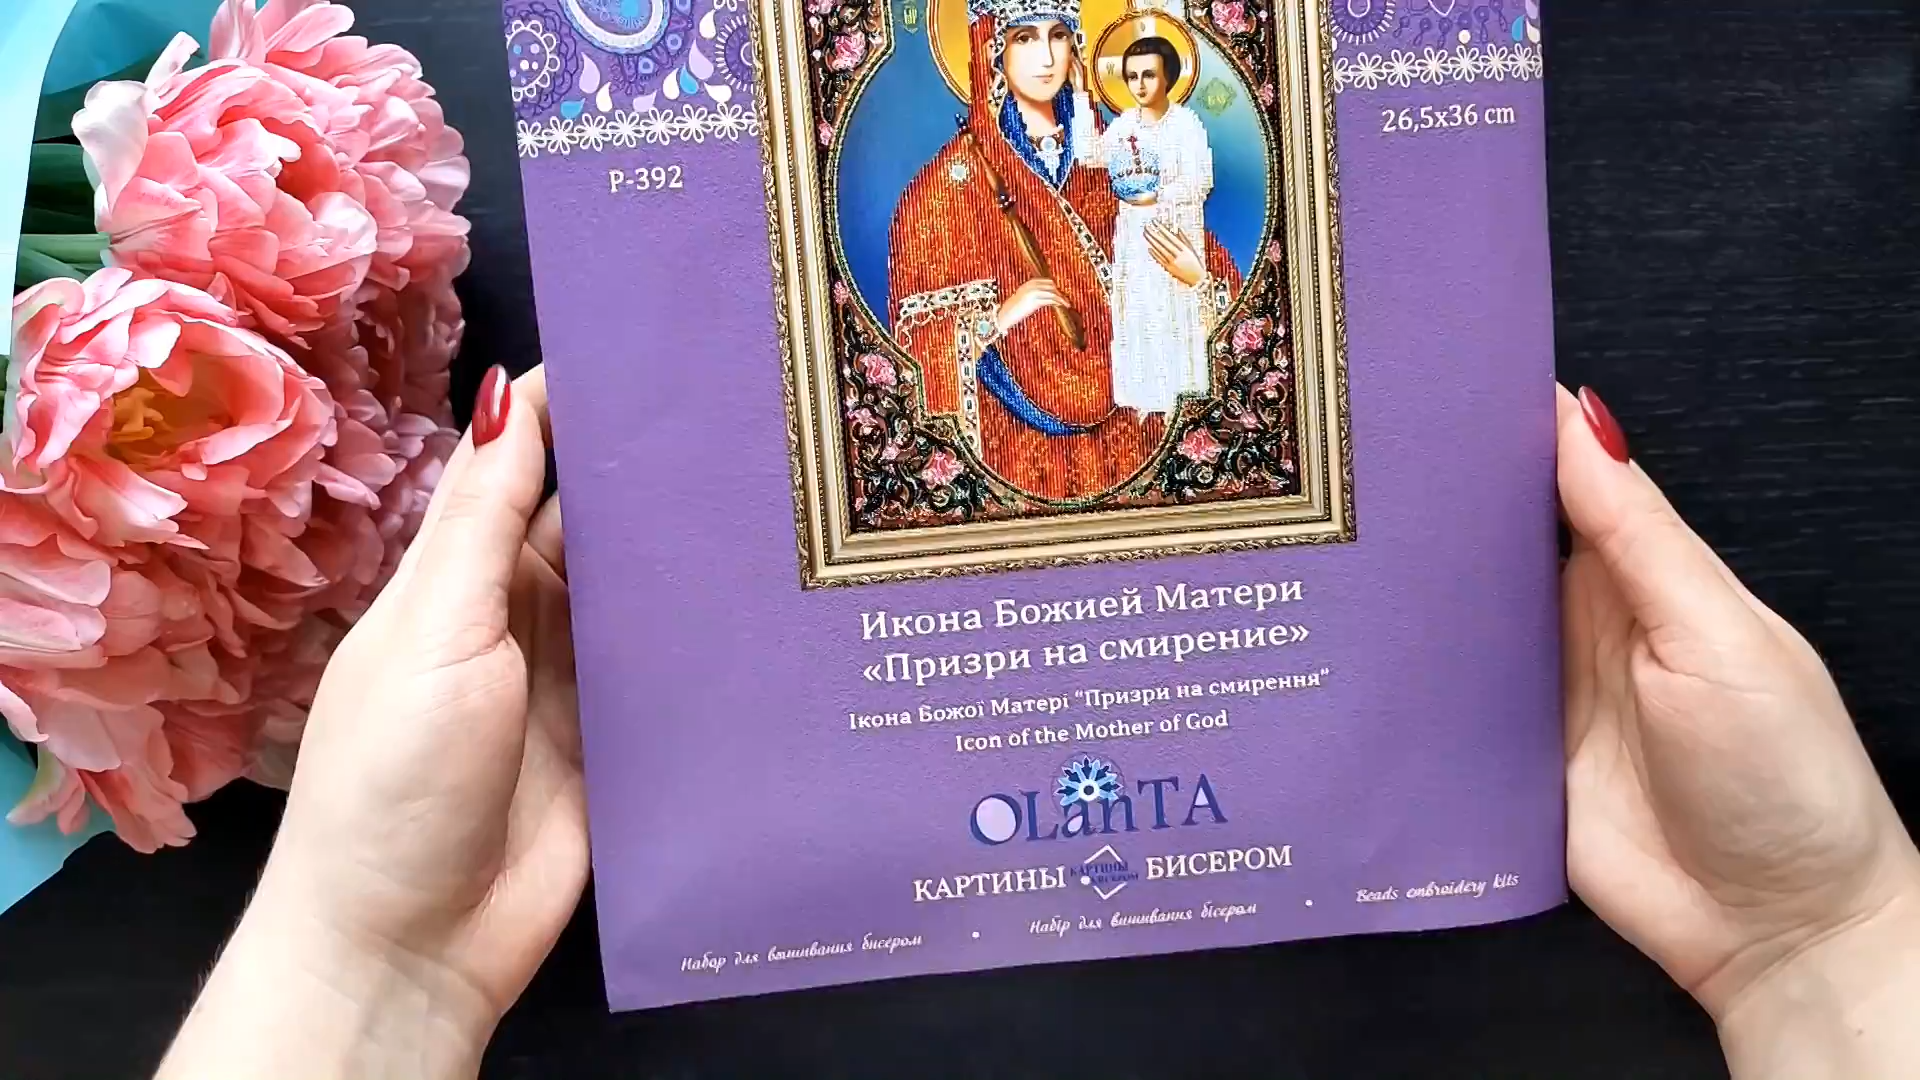 26,5x36 cm
Р-392
Икона Божией Матери
«Призри на смирение»
Ікона Божої Матері “Призри на смирення”
Icon of the Mother of God
OLanTA
КАРТИНЫ БИСЕРОМ
Набор для вышивания бисером • Набір для вишивання бісером • Beads embroidery kits